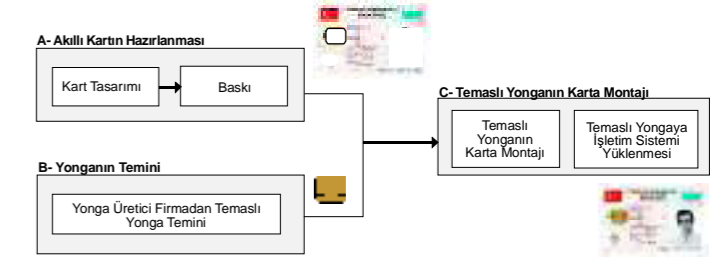 A- Akıllı Kartın Hazırlanması
Kart Tasarımı
Baskı
B- Yonganın Temini
Yonga Üretici Firmadan Temaslı
Yonga Temini
C- Temaslı Yonganın Karta Montajı
Temaslı
Yonganın
Karta Montajı
Temaslı Yongaya
İşletim Sistemi
Yüklenmesi